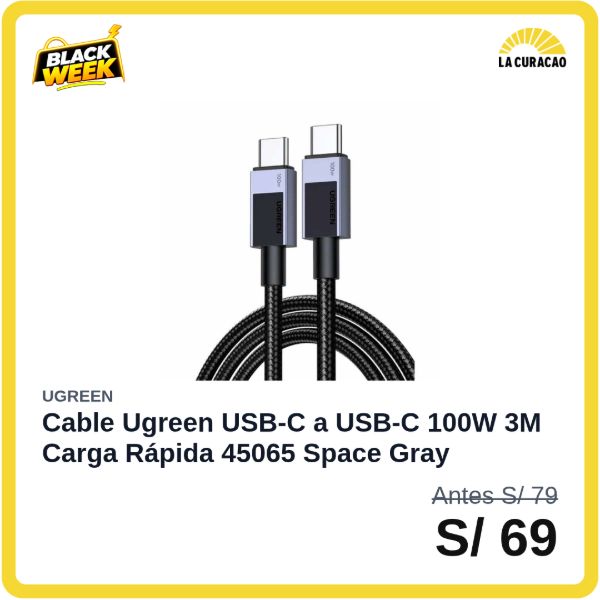 BLACK
WEEK
LA CURACAO
100W
UGREEN
100W
UGREEN
UGREEN
Cable Ugreen USB-C a USB-C 100W 3M
Carga Rápida 45065 Space Gray
Antes S/ 79
S/ 69